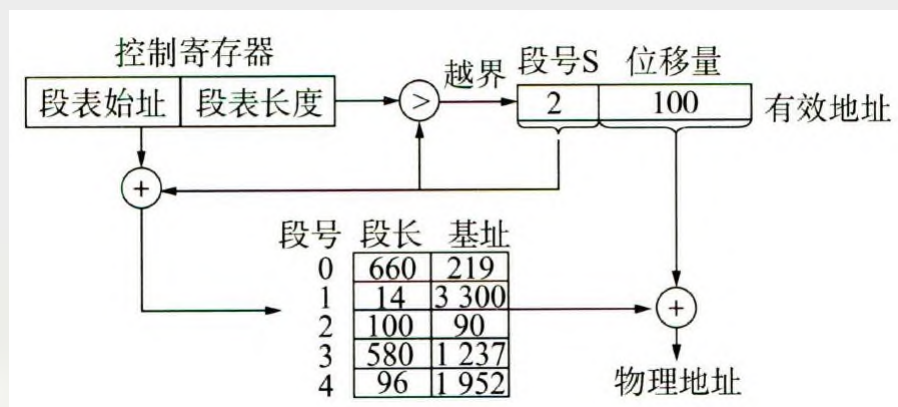 控制寄存器
段表始址 段表长度
>
越界
段号S 位移量
2 100
有效地址
+
段号 段长 基址
0 660 219
1 14 3 300
2 100 90
3 580 1 237
4 96 1 952
+
物理地址